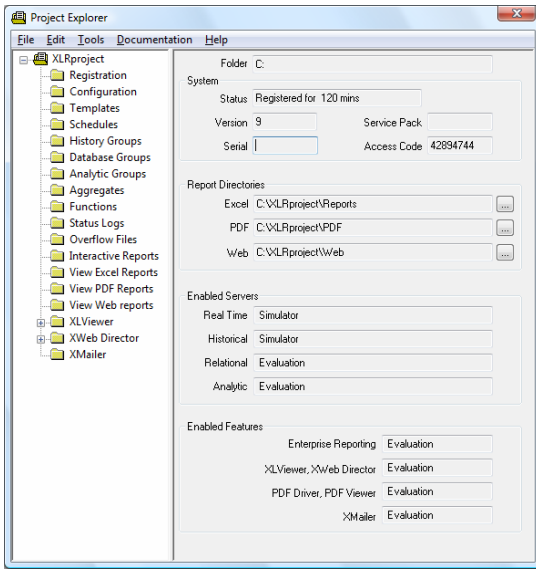 Project Explorer
File Edit Tools Documentation Help
XLRproject
Registration
Configuration
Templates
Schedules
History Groups
Database Groups
Analytic Groups
Aggregates
Functions
Status Logs
Overflow Files
Interactive Reports
View Excel Reports
View PDF Reports
View Web reports
XLViewer
XWeb Director
XMailer
Folder C:
System
Status Registered for 120 mins
Version 9 Service Pack
Serial Access Code 42894744
Report Directories
Excel C:\XLRproject\Reports ...
PDF C:\XLRproject\PDF ...
Web C:\XLRproject\Web ...
Enabled Servers
Real Time Simulator
Historical Simulator
Relational Evaluation
Analytic Evaluation
Enabled Features
Enterprise Reporting Evaluation
XLViewer, XWeb Director Evaluation
PDF Driver, PDF Viewer Evaluation
XMailer Evaluation